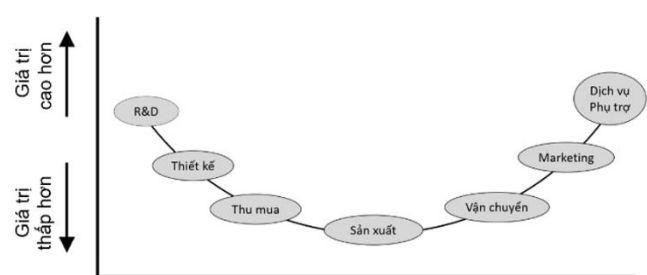 Giá trị
cao hơn
Giá trị
thấp hơn
R&D
Thiết kế
Thu mua
Sản xuất
Vận chuyển
Marketing
Dịch vụ
Phụ trợ